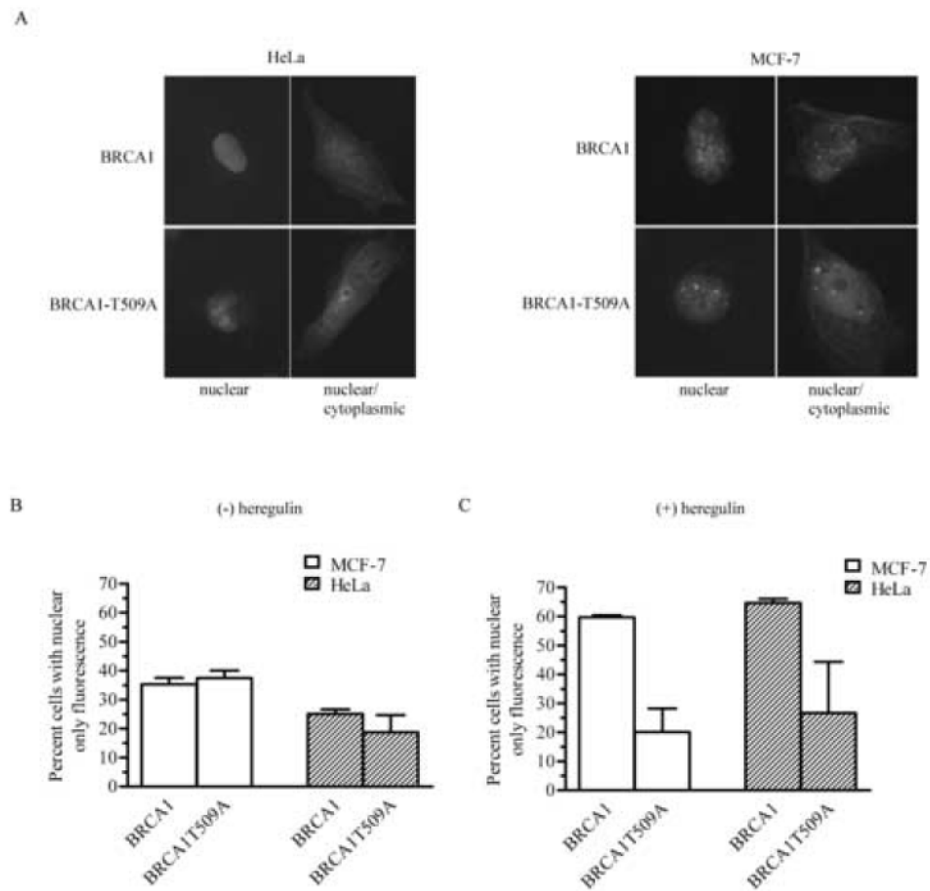 A
HeLa
MCF-7
BRCA1
BRCA1
BRCA1-T509A
BRCA1-T509A
nuclear
nuclear/
cytoplasmic
nuclear
nuclear/
cytoplasmic
B
(-) heregulin
MCF-7
HeLa
Percent cells with nuclear
only fluorescence
70
60
50
40
30
20
10
0
BRCA1
BRCA1T509A
BRCA1
BRCA1T509A
C
(+) heregulin
MCF-7
HeLa
Percent cells with nuclear
only fluorescence
70
60
50
40
30
20
10
0
BRCA1
BRCA1T509A
BRCA1
BRCA1T509A